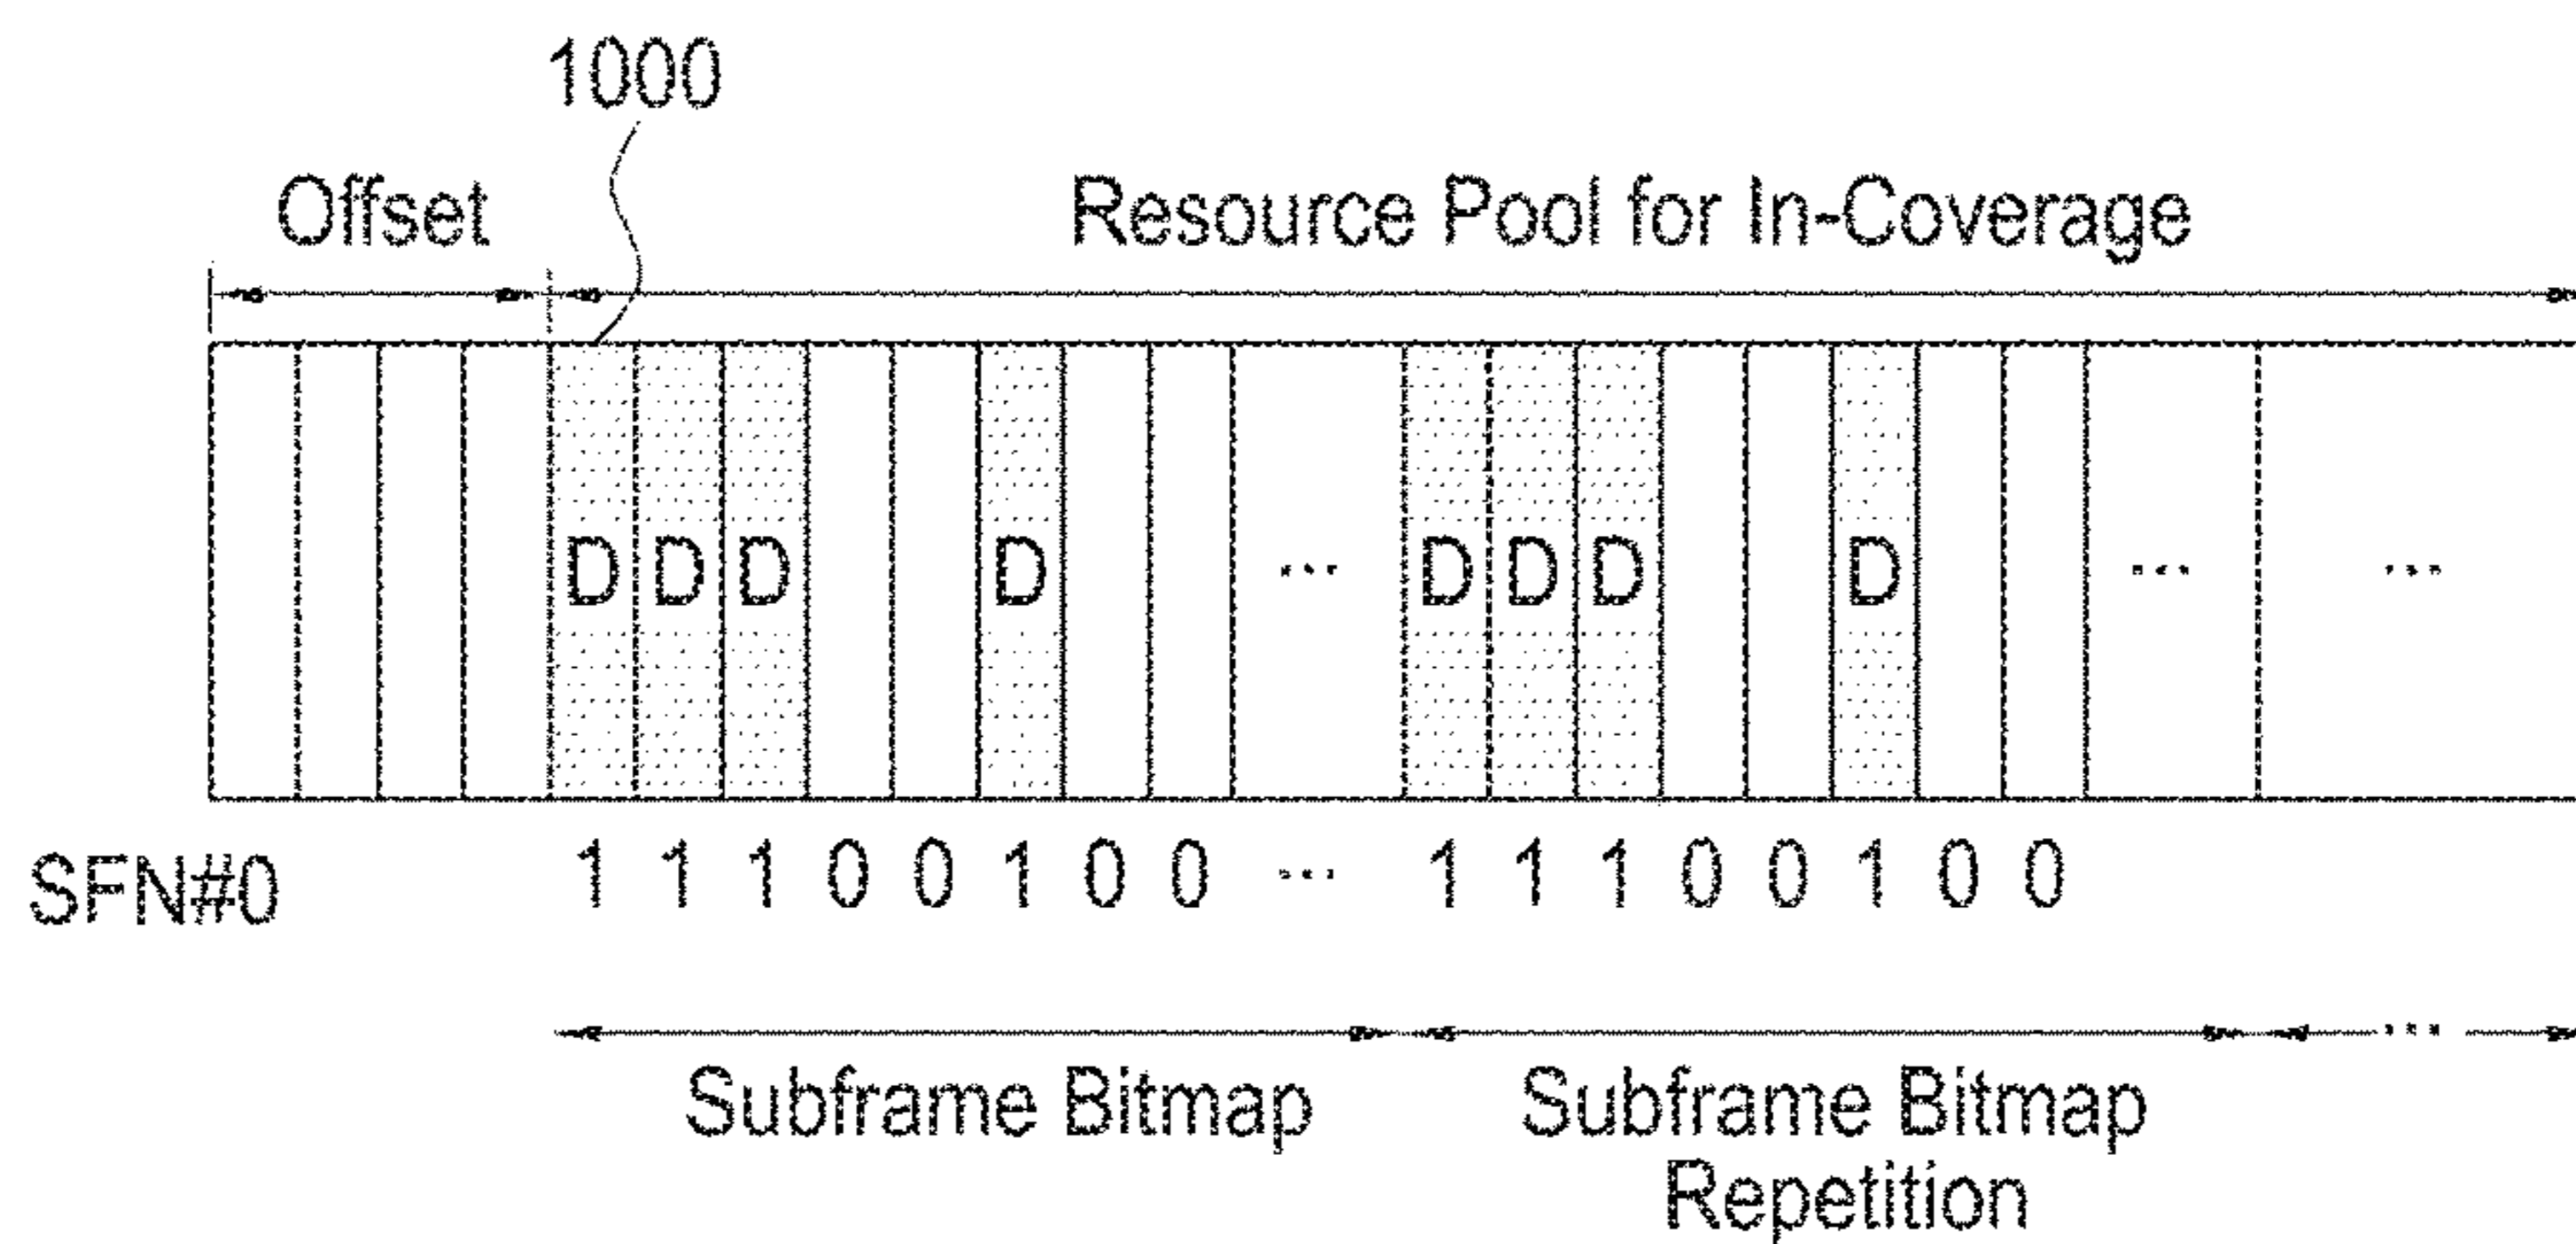 1000
Offset
Resource Pool for In-Coverage
D D D D ... D D D D ... ...
SFN#0 1 1 1 0 0 1 0 0 ... 1 1 1 0 0 1 0 0
...
Subframe Bitmap
Subframe Bitmap
Repetition